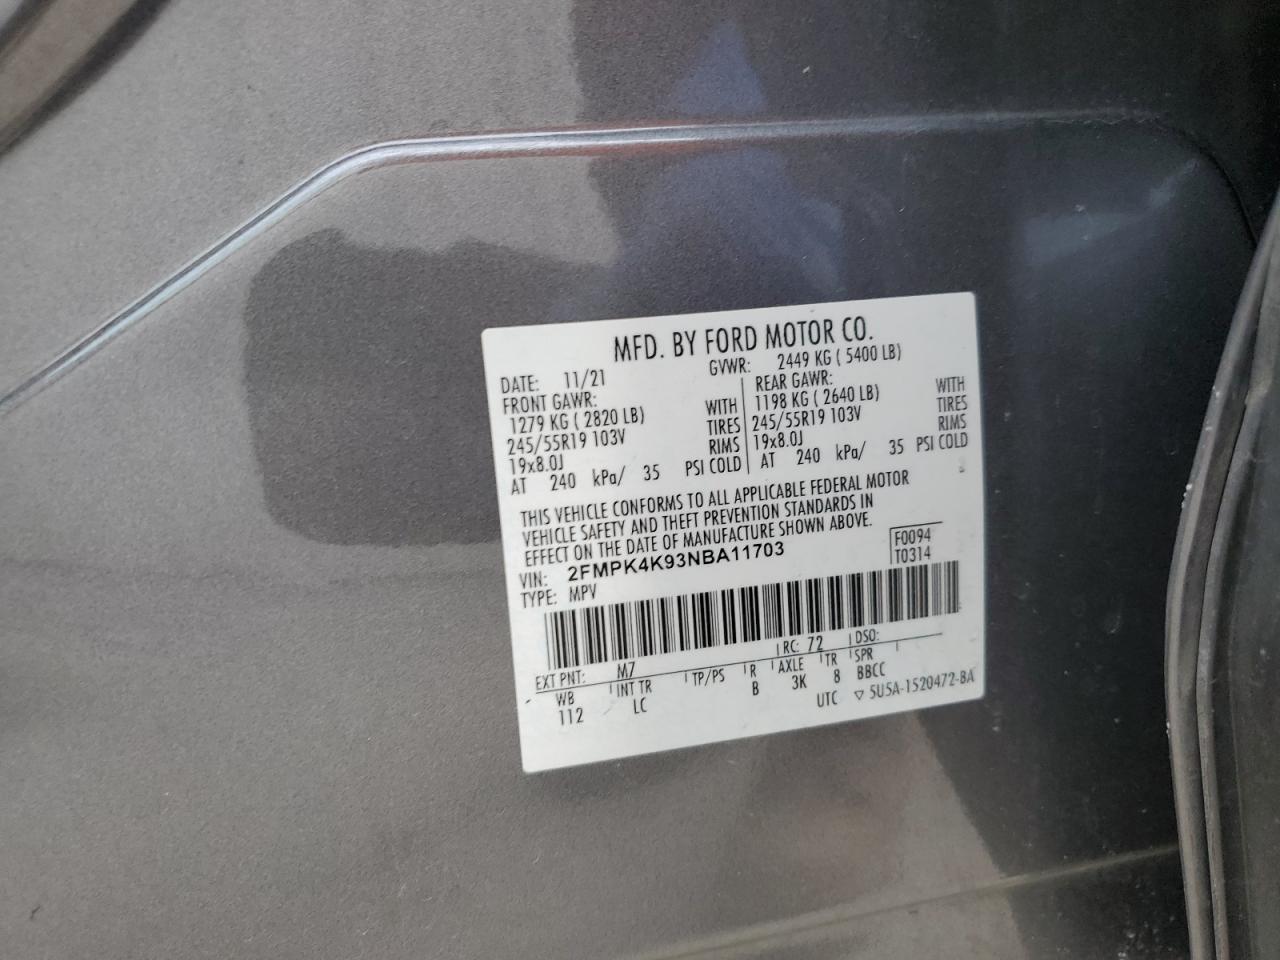 MFD. BY FORD MOTOR CO.
DATE: 11/21 GVWR: 2449 KG ( 5400 LB)
FRONT GAWR: REAR GAWR:
1279 KG ( 2820 LB) WITH 1198 KG ( 2640 LB) WITH
245/55R19 103V TIRES 245/55R19 103V TIRES
19x8.0J RIMS 19x8.0J RIMS
AT 240 kPa/ 35 PSI COLD AT 240 kPa/ 35 PSI COLD
THIS VEHICLE CONFORMS TO ALL APPLICABLE FEDERAL MOTOR
VEHICLE SAFETY AND THEFT PREVENTION STANDARDS IN
EFFECT ON THE DATE OF MANUFACTURE SHOWN ABOVE.
VIN: 2FMPK4K93NBA11703 F0094
TYPE: MPV T0314
EXT PNT: M7 RC: 72 DSO:
WB INT TR TP/PS R AXLE TR SPR
112 LC B 3K 8 BBCC
UTC ▽ 5U5A-1520472-BA